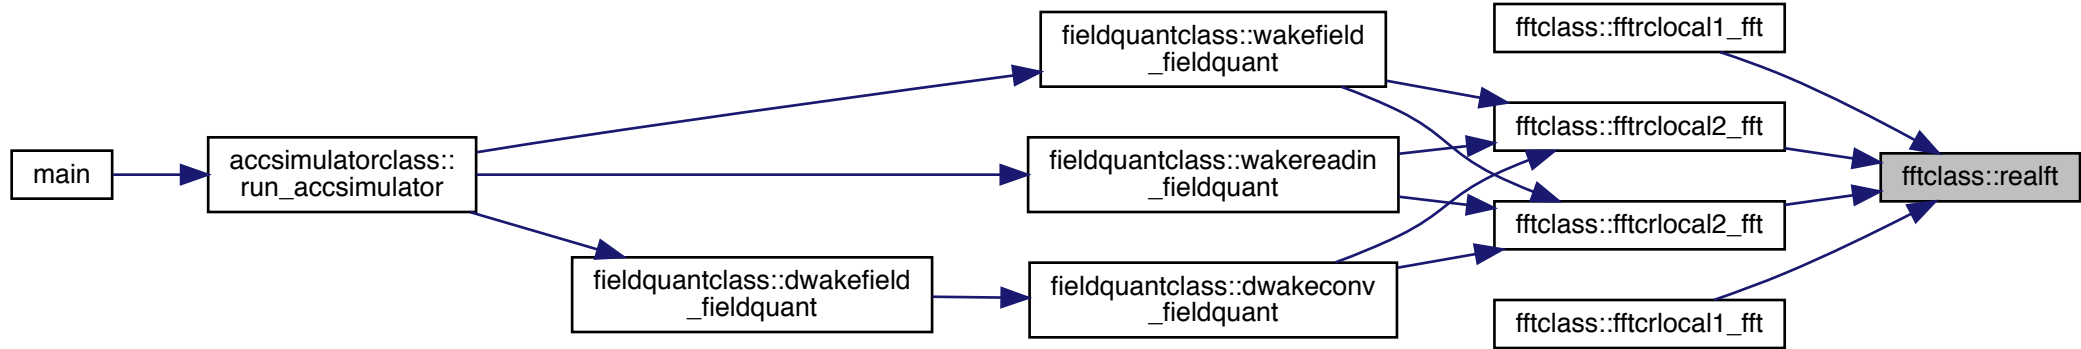 main
accsimulatorclass::
run_accsimulator
fieldquantclass::dwakefield
_fieldquant
fieldquantclass::wakefield
_fieldquant
fieldquantclass::wakereadin
_fieldquant
fieldquantclass::dwakeconv
_fieldquant
fftclass::fftrclocal1_fft
fftclass::fftrclocal2_fft
fftclass::fftcrlocal2_fft
fftclass::fftcrlocal1_fft
fftclass::realft